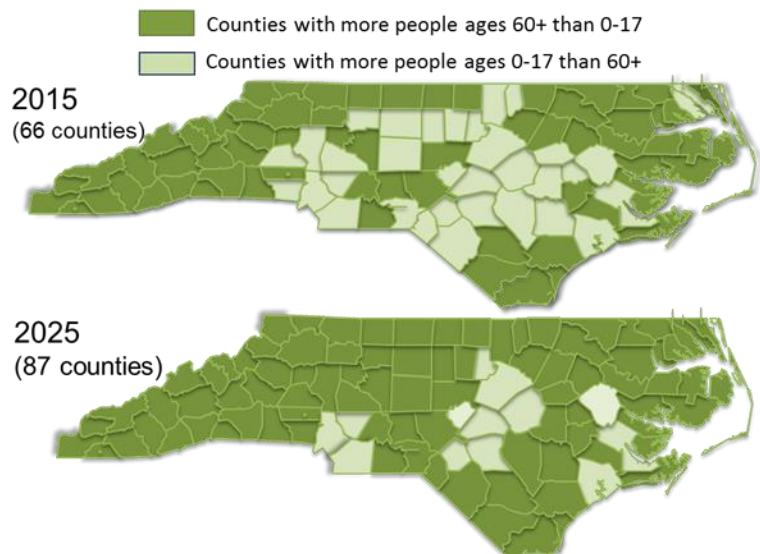 Counties with more people ages 60+ than 0-17
Counties with more people ages 0-17 than 60+
2015
(66 counties)
2025
(87 counties)